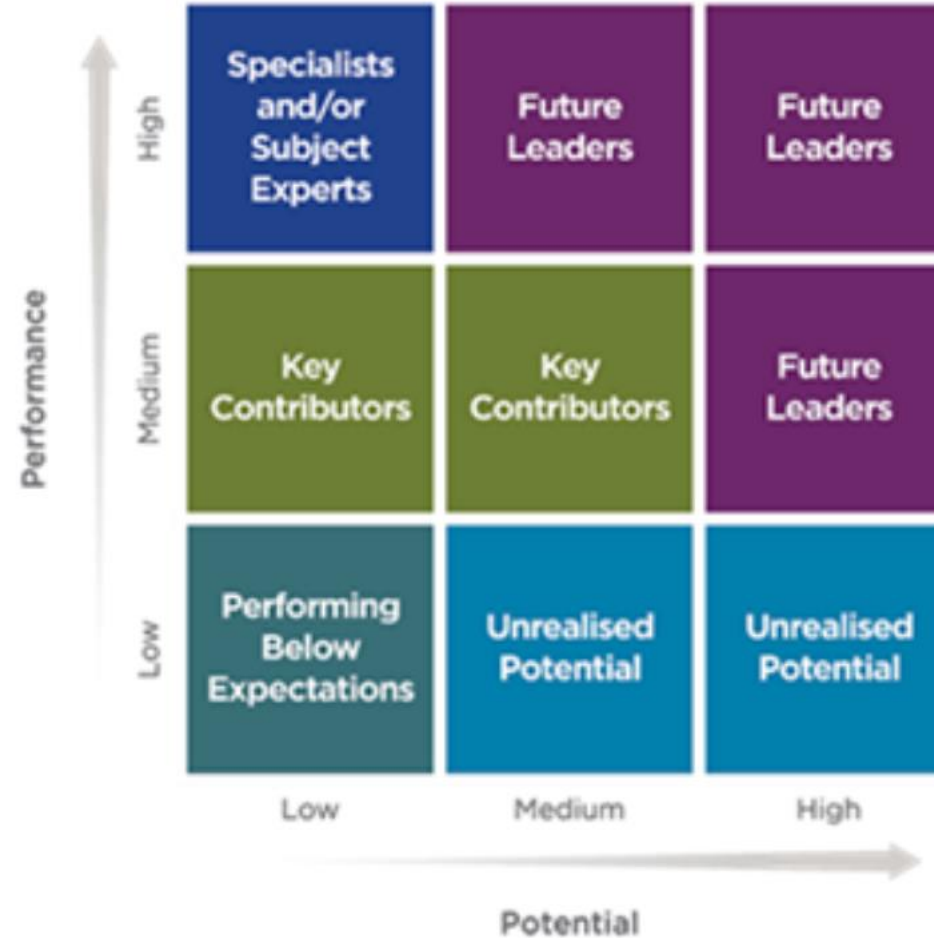 Performance
High
Specialists
and/or
Subject
Experts
Future
Leaders
Future
Leaders
Medium
Key
Contributors
Key
Contributors
Future
Leaders
Low
Performing
Below
Expectations
Unrealised
Potential
Unrealised
Potential
Low
Medium
High
Potential